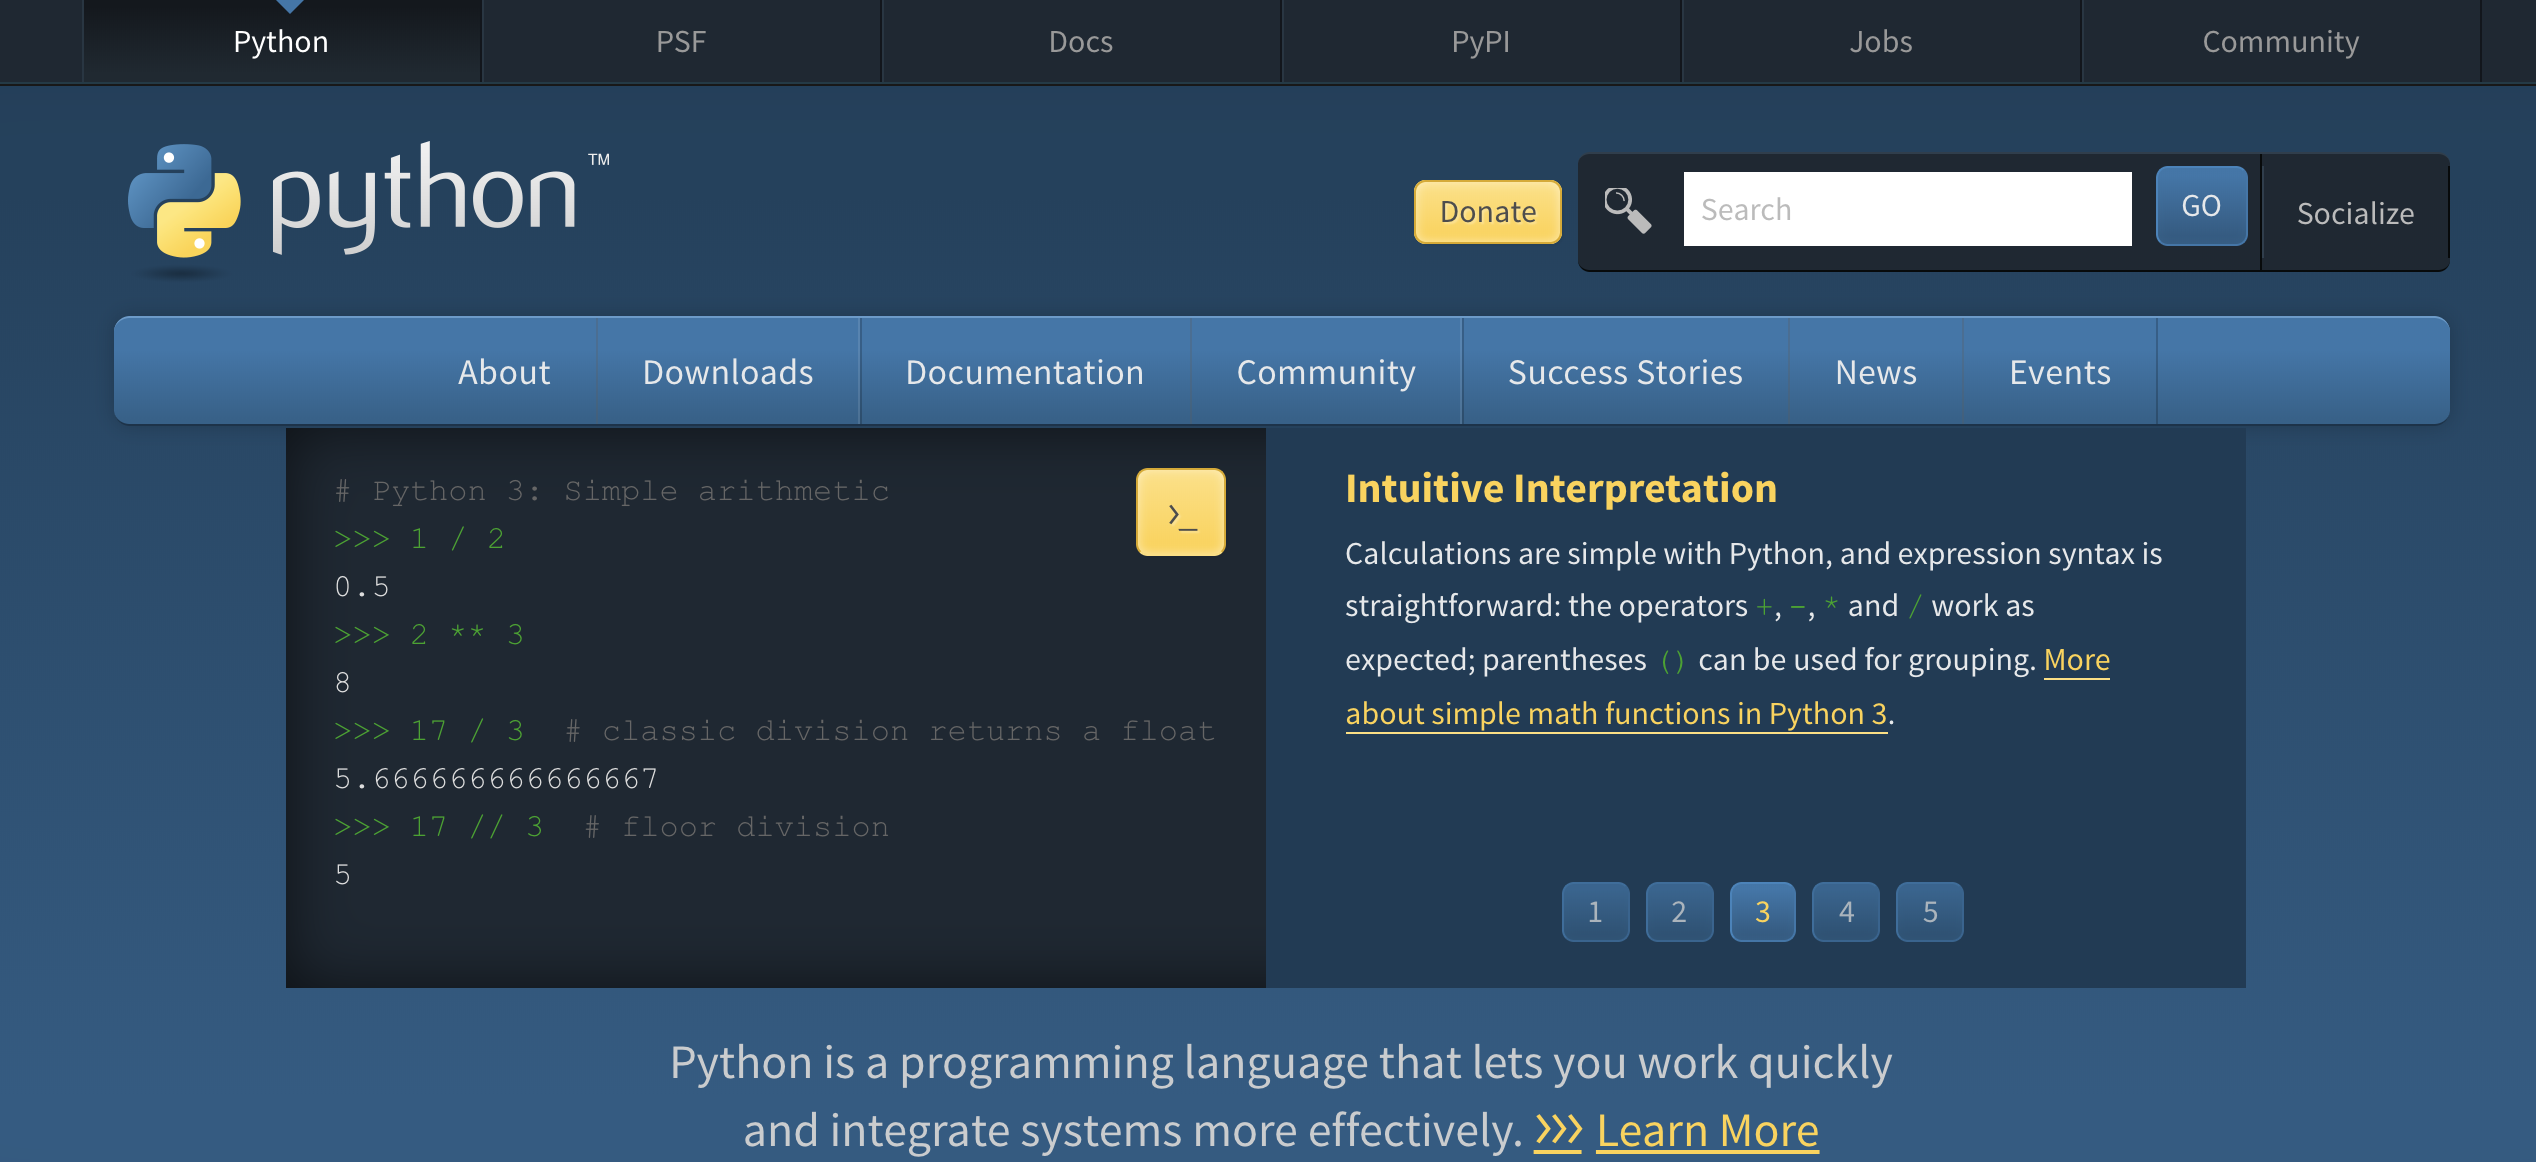 Python PSF Docs PyPI Jobs Community
python™
Donate Search GO Socialize
About Downloads Documentation Community Success Stories News Events
# Python 3: Simple arithmetic
>>> 1 / 2
0.5
>>> 2 ** 3
8
>>> 17 / 3  # classic division returns a float
5.666666666666667
>>> 17 // 3  # floor division
5
>_
Intuitive Interpretation
Calculations are simple with Python, and expression syntax is
straightforward: the operators +, -, * and / work as
expected; parentheses () can be used for grouping. More
about simple math functions in Python 3.
1 2 3 4 5
Python is a programming language that lets you work quickly
and integrate systems more effectively. >>> Learn More